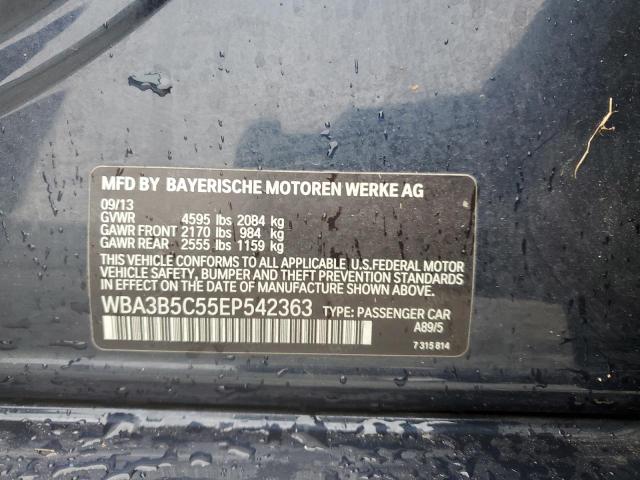 MFD BY BAYERISCHE MOTOREN WERKE AG
09/13
GVWR 4595 lbs 2084 kg
GAWR FRONT 2170 lbs 984 kg
GAWR REAR 2555 lbs 1159 kg
THIS VEHICLE CONFORMS TO ALL APPLICABLE U.S.FEDERAL MOTOR
VEHICLE SAFETY, BUMPER AND THEFT PREVENTION STANDARDS
IN EFFECT ON THE DATE OF MANUFACTURE SHOWN ABOVE.
WBA3B5C55EP542363 TYPE: PASSENGER CAR
A89/5
7 315 814